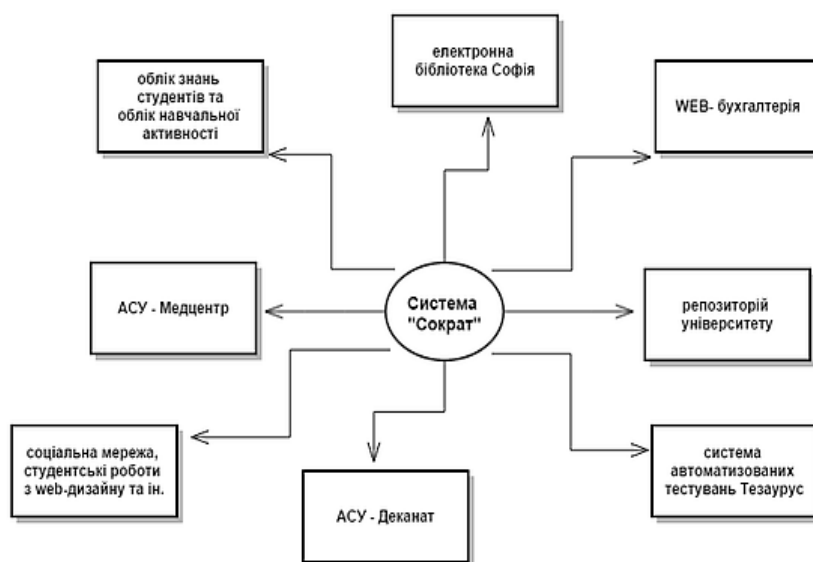 електронна
бібліотека Софія
облік знань
студентів та
облік навчальної
активності
WEB- бухгалтерія
АСУ - Медцентр
Система
"Сократ"
репозиторій
університету
соціальна мережа,
студентські роботи
з web-дизайну та ін.
АСУ - Деканат
система
автоматизованих
тестувань Тезаурус